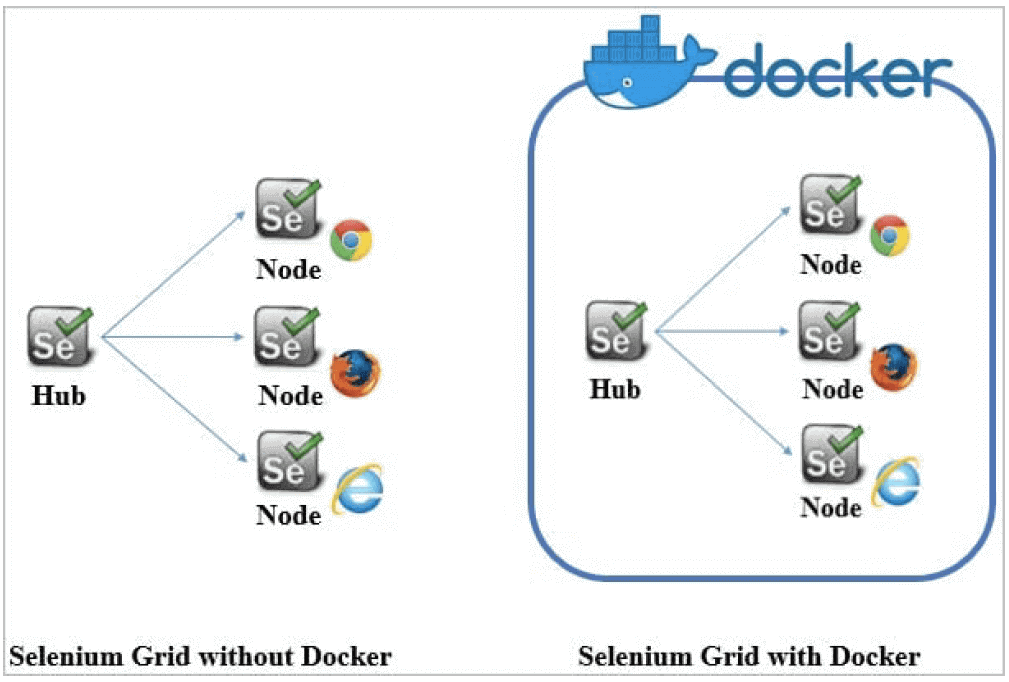 docker
Se
Node
Se
Node
Se
Hub
Se
Node
Selenium Grid without Docker
Se
Node
Se
Hub
Se
Node
Se
Node
Selenium Grid with Docker